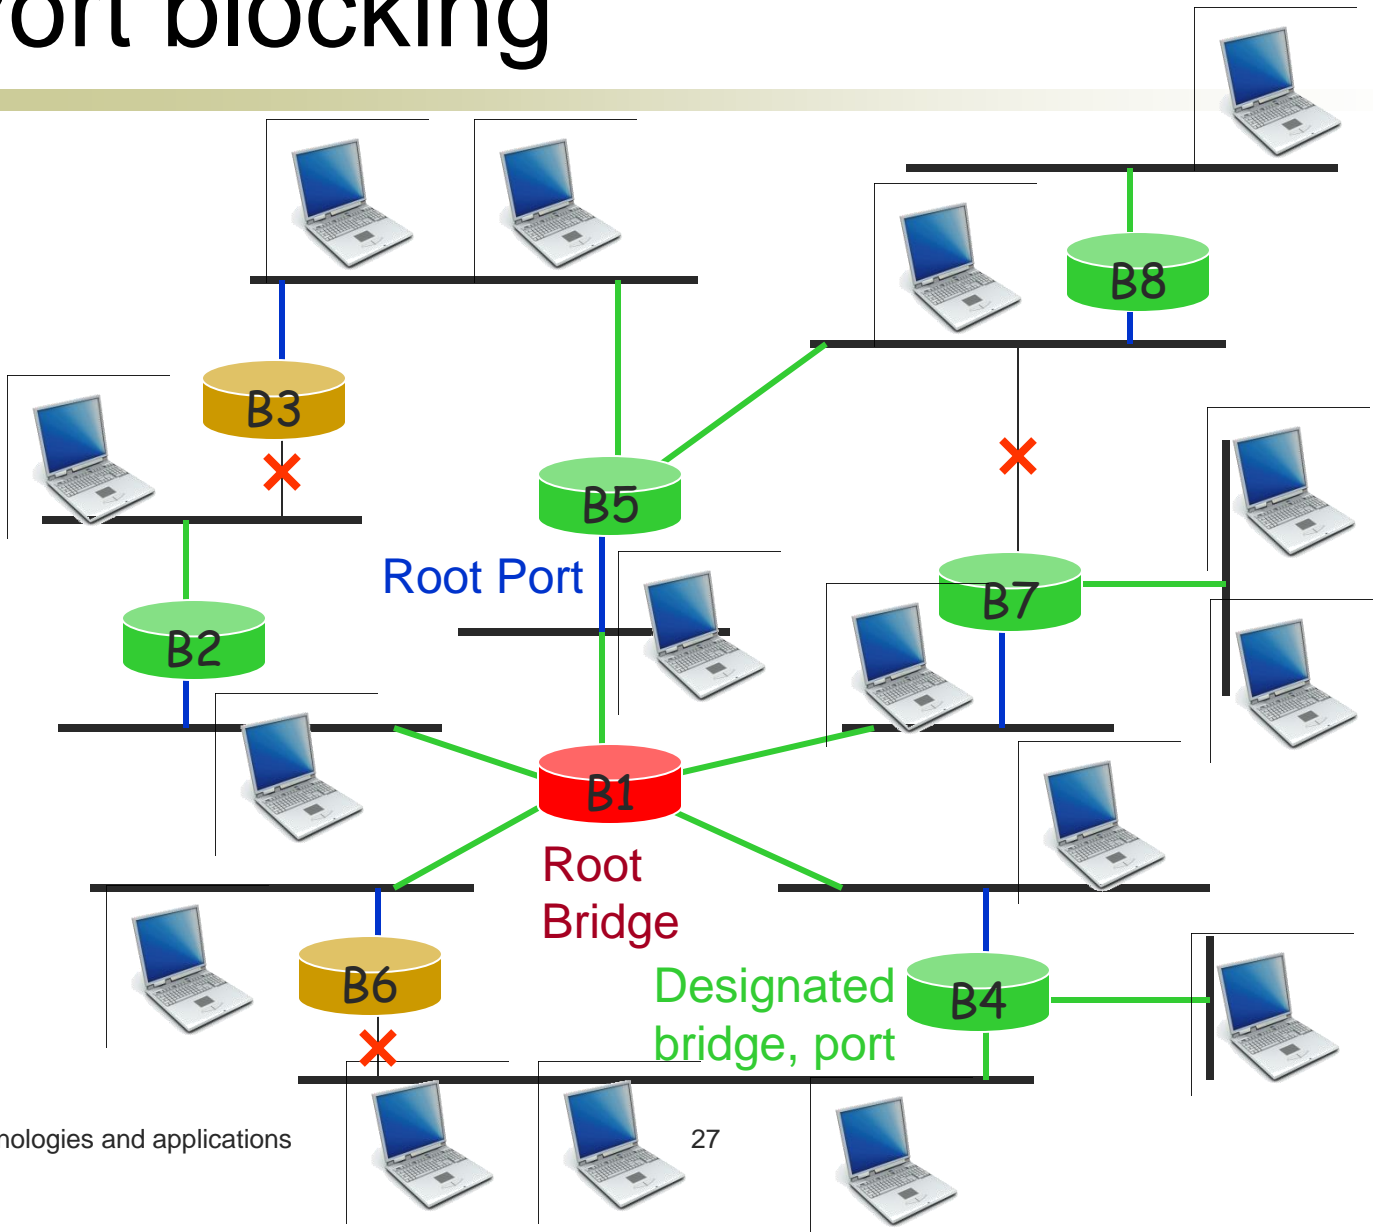 ort blocking
B8
B3
B5
Root Port
B7
B2
B1
Root
Bridge
B6
Designated
bridge, port
B4
nologies and applications
27